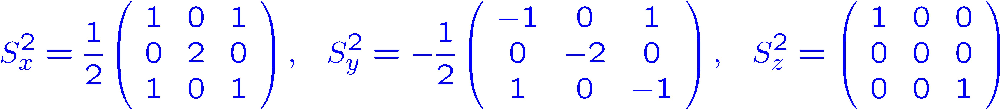 $S_x^2 = \frac{1}{2} \begin{pmatrix} 1 & 0 & 1 \\ 0 & 2 & 0 \\ 1 & 0 & 1 \end{pmatrix}, \quad S_y^2 = -\frac{1}{2} \begin{pmatrix} -1 & 0 & 1 \\ 0 & -2 & 0 \\ 1 & 0 & -1 \end{pmatrix}, \quad S_z^2 = \begin{pmatrix} 1 & 0 & 0 \\ 0 & 0 & 0 \\ 0 & 0 & 1 \end{pmatrix}$